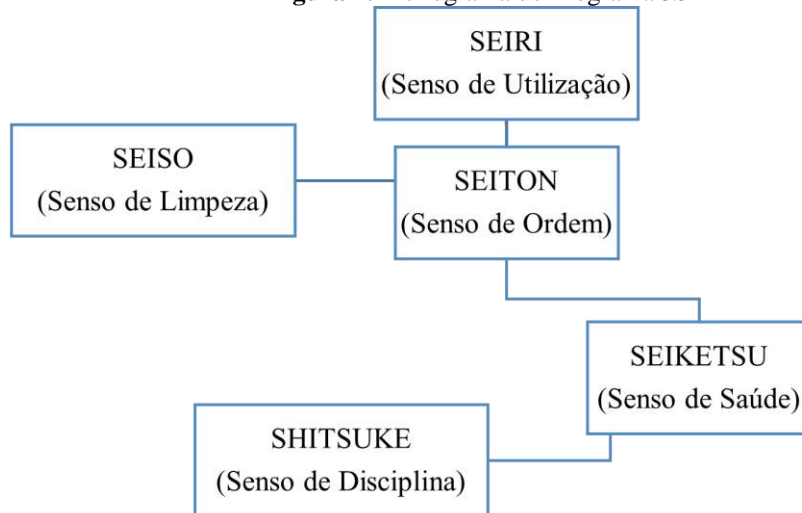 SEIRI
(Senso de Utilização)
SEISO
(Senso de Limpeza)
SEITON
(Senso de Ordem)
SEIKETSU
(Senso de Saúde)
SHITSUKE
(Senso de Disciplina)